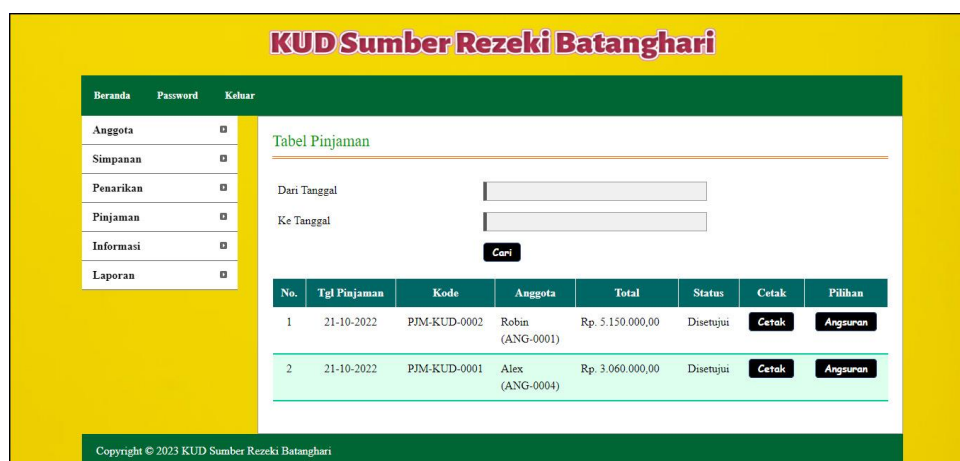 KUD Sumber Rezeki Batanghari
Beranda Password Keluar
Anggota
Simpanan
Penarikan
Pinjaman
Informasi
Laporan
Tabel Pinjaman
Dari Tanggal
Ke Tanggal
Cari
No. Tgl Pinjaman Kode Anggota Total Status Cetak Pilihan
1 21-10-2022 PJM-KUD-0002 Robin Rp. 5.150.000,00 Disetujui Cetak Angsuran
(ANG-0001)
2 21-10-2022 PJM-KUD-0001 Alex Rp. 3.060.000,00 Disetujui Cetak Angsuran
(ANG-0004)
Copyright © 2023 KUD Sumber Rezeki Batanghari